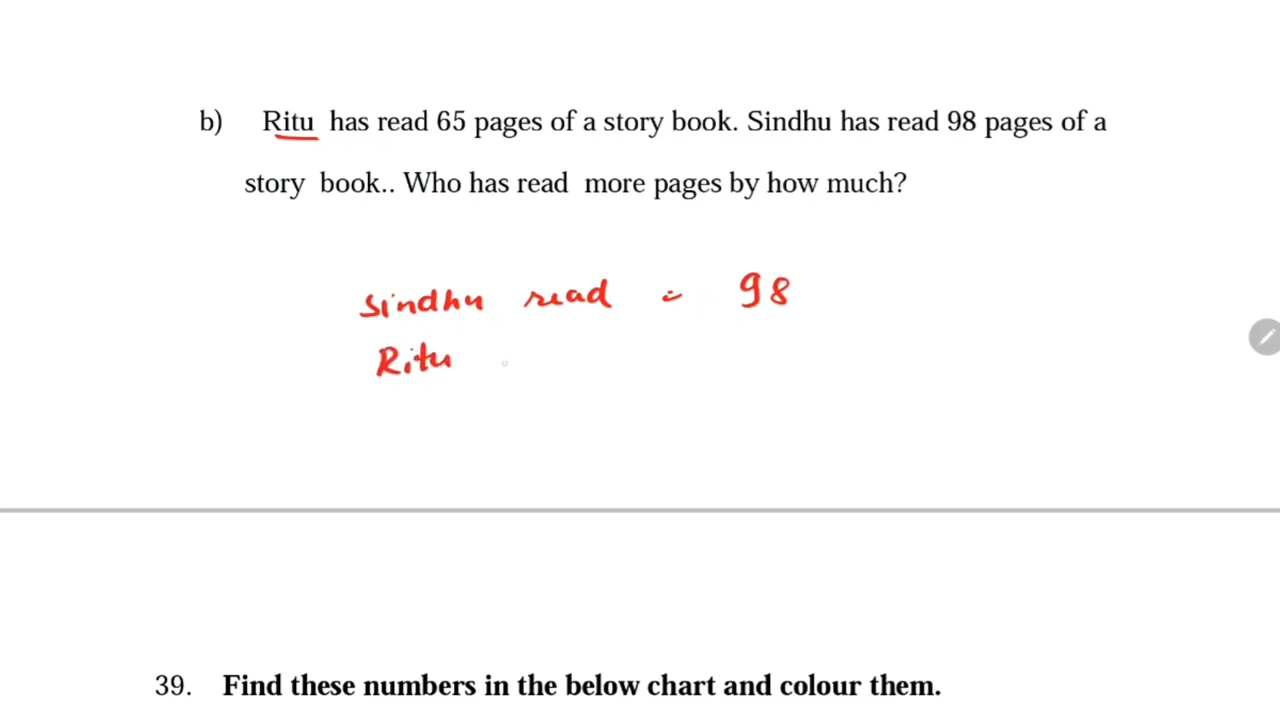 b) Ritu has read 65 pages of a story book. Sindhu has read 98 pages of a
story book.. Who has read more pages by how much?
Sindhu read = 98
Ritu
39. Find these numbers in the below chart and colour them.